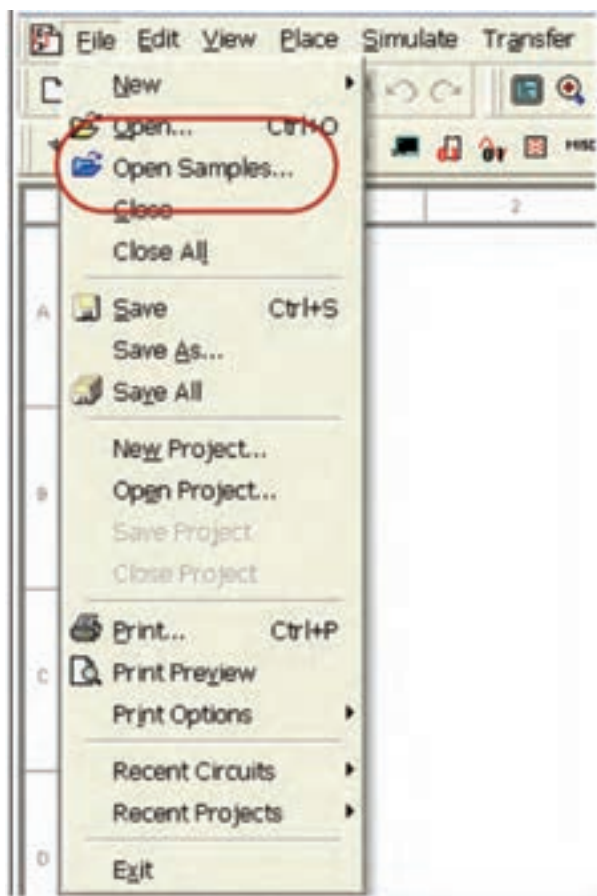 File Edit View Place Simulate Transfer
New
Open... Ctrl+O
Open Samples...
Close
Close All
2
A
Save Ctrl+S
Save As...
Save All
B
New Project...
Open Project...
Save Project
Close Project
Print... Ctrl+P
C
Print Preview
Print Options
Recent Circuits
Recent Projects
D
Exit